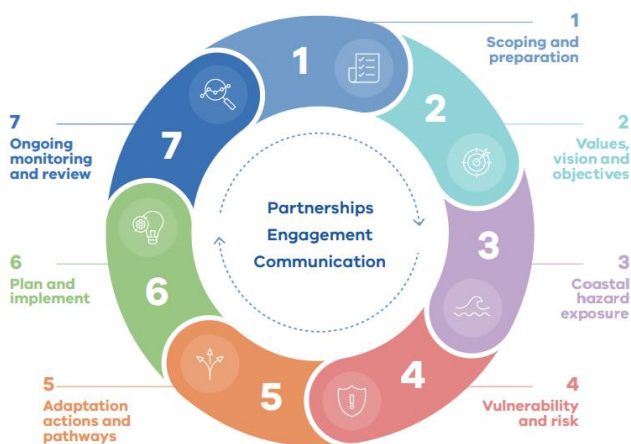 1
Scoping and
preparation
2
Values,
vision and
objectives
3
Coastal
hazard
exposure
4
Vulnerability
and risk
5
Adaptation
actions and
pathways
6
Plan and
implement
7
Ongoing
monitoring
and review
1
2
3
4
5
6
7
Partnerships
Engagement
Communication